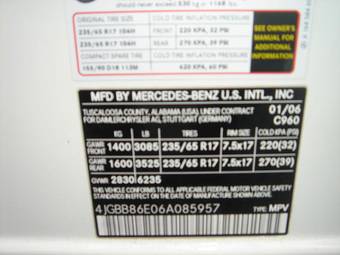 should never exceed 530 kg or 1168 lbs.
ORIGINAL TIRE SIZE COLD TIRE INFLATION PRESSURE
235/65 R17 104H FRONT 220 KPA, 32 PSI
235/65 R17 104H REAR 270 KPA, 39 PSI
COMPACT SPARE TIRE COLD TIRE INFLATION PRESSURE
155/90 D18 113M 420 KPA, 60 PSI
SEE OWNER'S
MANUAL FOR
ADDITIONAL
INFORMATION
MFD BY MERCEDES-BENZ U.S. INTL., INC
TUSCALOOSA COUNTY, ALABAMA (USA), UNDER CONTRACT 01/06
FOR DAIMLERCHRYSLER AG, STUTTGART (GERMANY) C960
KG LB TIRES RIM SIZE COLD KPA (PSI)
GAWR FRONT 1400 3085 235/65 R17 7.5x17 220(32)
GAWR REAR 1600 3525 235/65 R17 7.5x17 270(39)
GVWR 2830 6235
THIS VEHICLE CONFORMS TO ALL APPLICABLE FEDERAL MOTOR VEHICLE SAFETY
STANDARDS IN EFFECT ON THE DATE OF MANUFACTURE SHOWN ABOVE.
4JGBB86E06A085957 TYPE: MPV